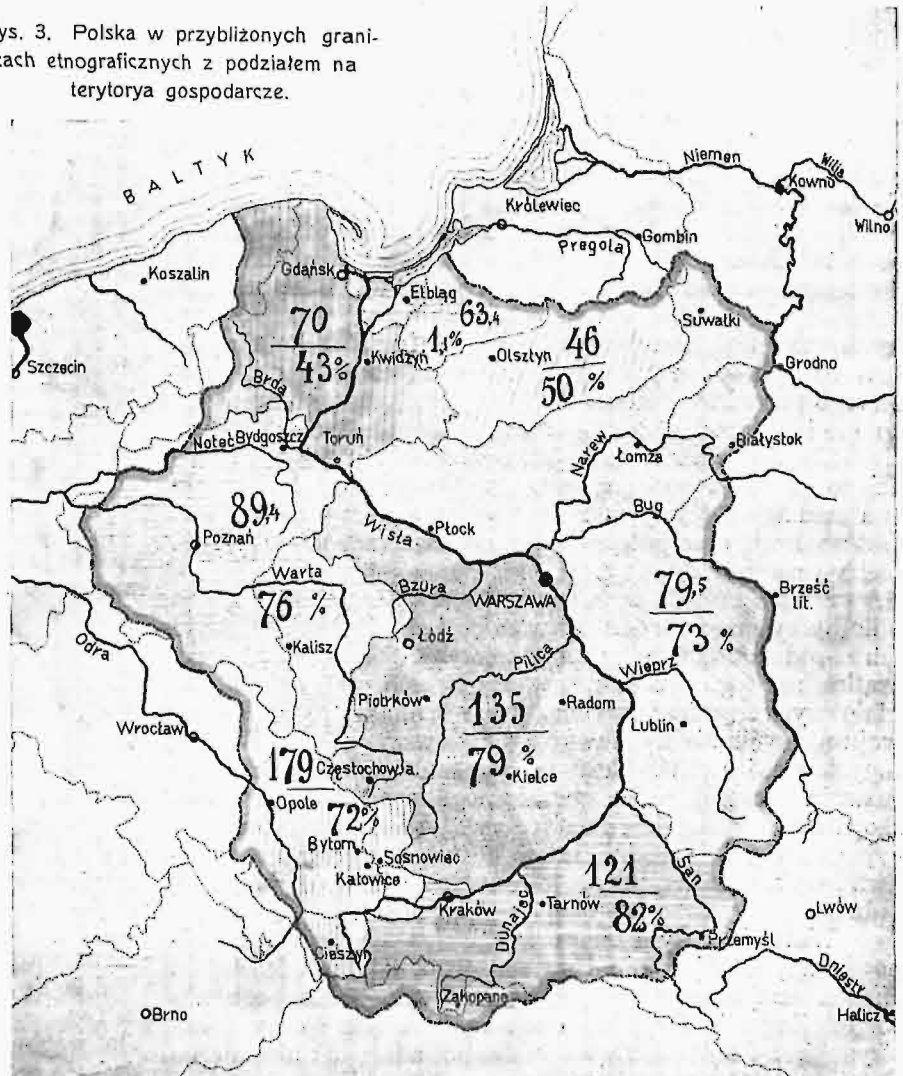 ys. 3. Polska w przybliżonych grani-
cach etnograficznych z podziałem na
terytorya gospodarcze.
BALTYK
Niemen
Wilja
Kowno
Królewiec
Wilno
Pregola
Gombin
Koszalin
Gdańsk
Elbląg
63,4
1,1%
Suwałki
70
43%
Kwidzyń
Olsztyn
46
50 %
Szczecin
Grodno
Brda
Noteć
Bydgoszcz
Toruń
Narew
Łomża
Białystok
89,4
Poznań
Wisła
Płock
Bug
Warta
Bzura
WARSZAWA
79,5
73 %
Brześć
lit.
76 %
Łódź
Kalisz
Odra
Pilica
Wieprz
Piotrków
135
79 %
Radom
Lublin
Wrocław
179
Częstochowa.
Kielce
Opole
72%
Bytom
Sosnowiec
Katowice
121
82%
San
Kraków
Dunajec
Tarnów
Lwów
Przemyśl
Cieszyn
Zakopane
Dniestr
Brno
Halicz